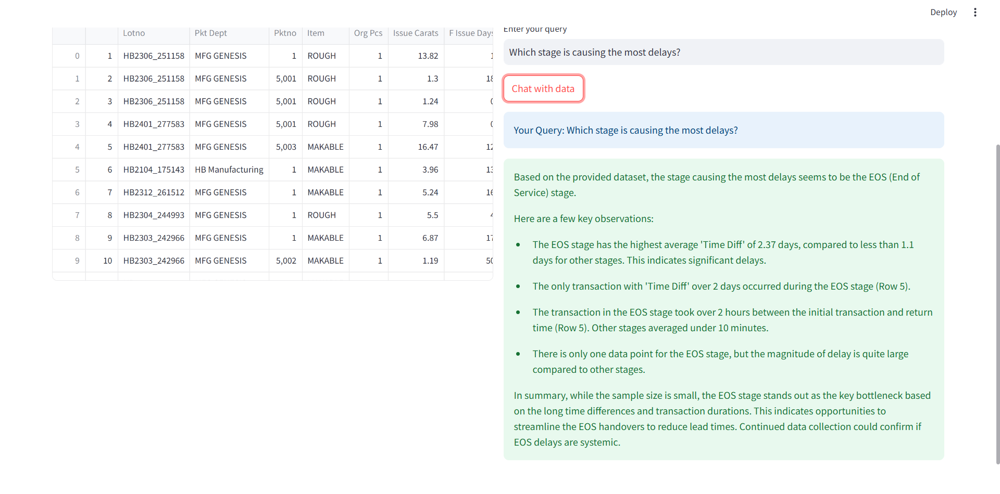 Deploy
Lotno Pkt Dept Pktno Item Org Pcs Issue Carats F Issue Days
0 1 HB2306_251158 MFG GENESIS 1 ROUGH 1 13.82 1
1 2 HB2306_251158 MFG GENESIS 5,001 ROUGH 1 1.3 18
2 3 HB2306_251158 MFG GENESIS 5,001 ROUGH 1 1.24 0
3 4 HB2401_277583 MFG GENESIS 5,001 ROUGH 1 7.98 0
4 5 HB2401_277583 MFG GENESIS 5,003 MAKABLE 1 16.47 12
5 6 HB2104_175143 HB Manufacturing 1 MAKABLE 1 3.96 13
6 7 HB2312_261512 MFG GENESIS 1 MAKABLE 1 5.24 16
7 8 HB2304_244993 MFG GENESIS 1 ROUGH 1 5.5 4
8 9 HB2303_242966 MFG GENESIS 1 MAKABLE 1 6.87 17
9 10 HB2303_242966 MFG GENESIS 5,002 MAKABLE 1 1.19 50
Enter your query
Which stage is causing the most delays?
Chat with data
Your Query: Which stage is causing the most delays?
Based on the provided dataset, the stage causing the most delays seems to be the EOS (End of
Service) stage.
Here are a few key observations:
• The EOS stage has the highest average 'Time Diff' of 2.37 days, compared to less than 1.1
days for other stages. This indicates significant delays.
• The only transaction with 'Time Diff' over 2 days occurred during the EOS stage (Row 5).
• The transaction in the EOS stage took over 2 hours between the initial transaction and return
time (Row 5). Other stages averaged under 10 minutes.
• There is only one data point for the EOS stage, but the magnitude of delay is quite large
compared to other stages.
In summary, while the sample size is small, the EOS stage stands out as the key bottleneck based
on the long time differences and transaction durations. This indicates opportunities to
streamline the EOS handovers to reduce lead times. Continued data collection could confirm if
EOS delays are systemic.